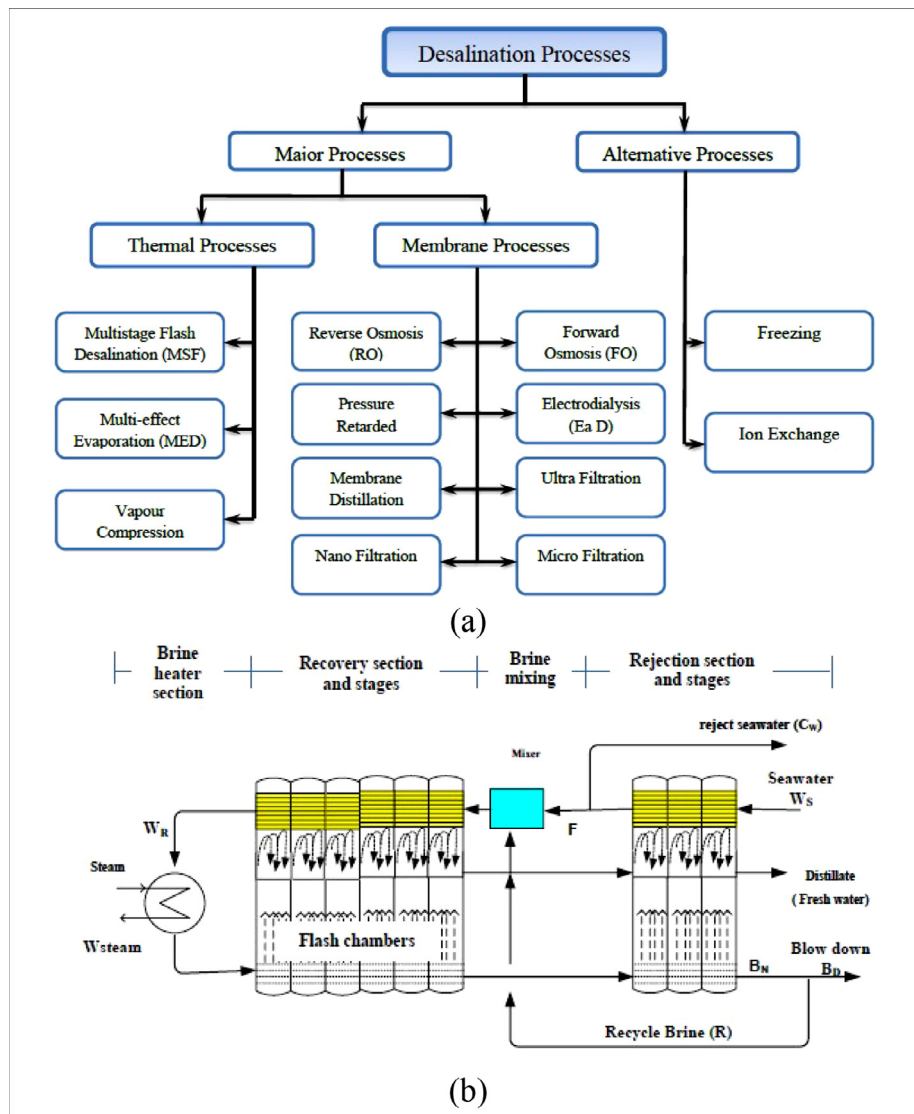 Desalination Processes
Major Processes
Alternative Processes
Thermal Processes
Membrane Processes
Multistage Flash
Desalination (MSF)
Reverse Osmosis
(RO)
Forward
Osmosis (FO)
Freezing
Multi-effect
Evaporation (MED)
Pressure
Retarded
Electrodialysis
(Ea D)
Ion Exchange
Vapour
Compression
Membrane
Distillation
Ultra Filtration
Nano Filtration
Micro Filtration
(a)
Brine
heater
section
Recovery section
and stages
Brine
mixing
Rejection section
and stages
reject seawater (CW)
Mixer
Seawater
WS
WR
F
Steam
Distillate
( Fresh water)
Wsteam
Flash chambers
Blow down
BN
BD
Recycle Brine (R)
(b)